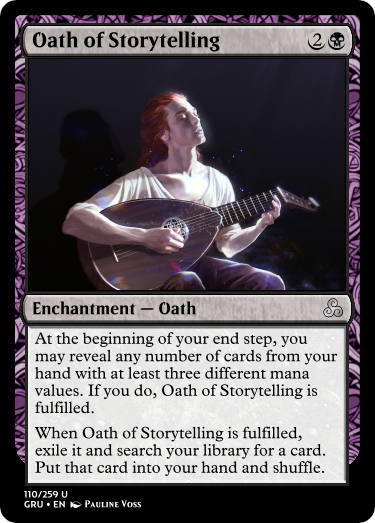 Oath of Storytelling 2
Enchantment — Oath
At the beginning of your end step, you
may reveal any number of cards from your
hand with at least three different mana
values. If you do, Oath of Storytelling is
fulfilled.
When Oath of Storytelling is fulfilled,
exile it and search your library for a card.
Put that card into your hand and shuffle.
110/259 U
GRU • EN Pauline Voss